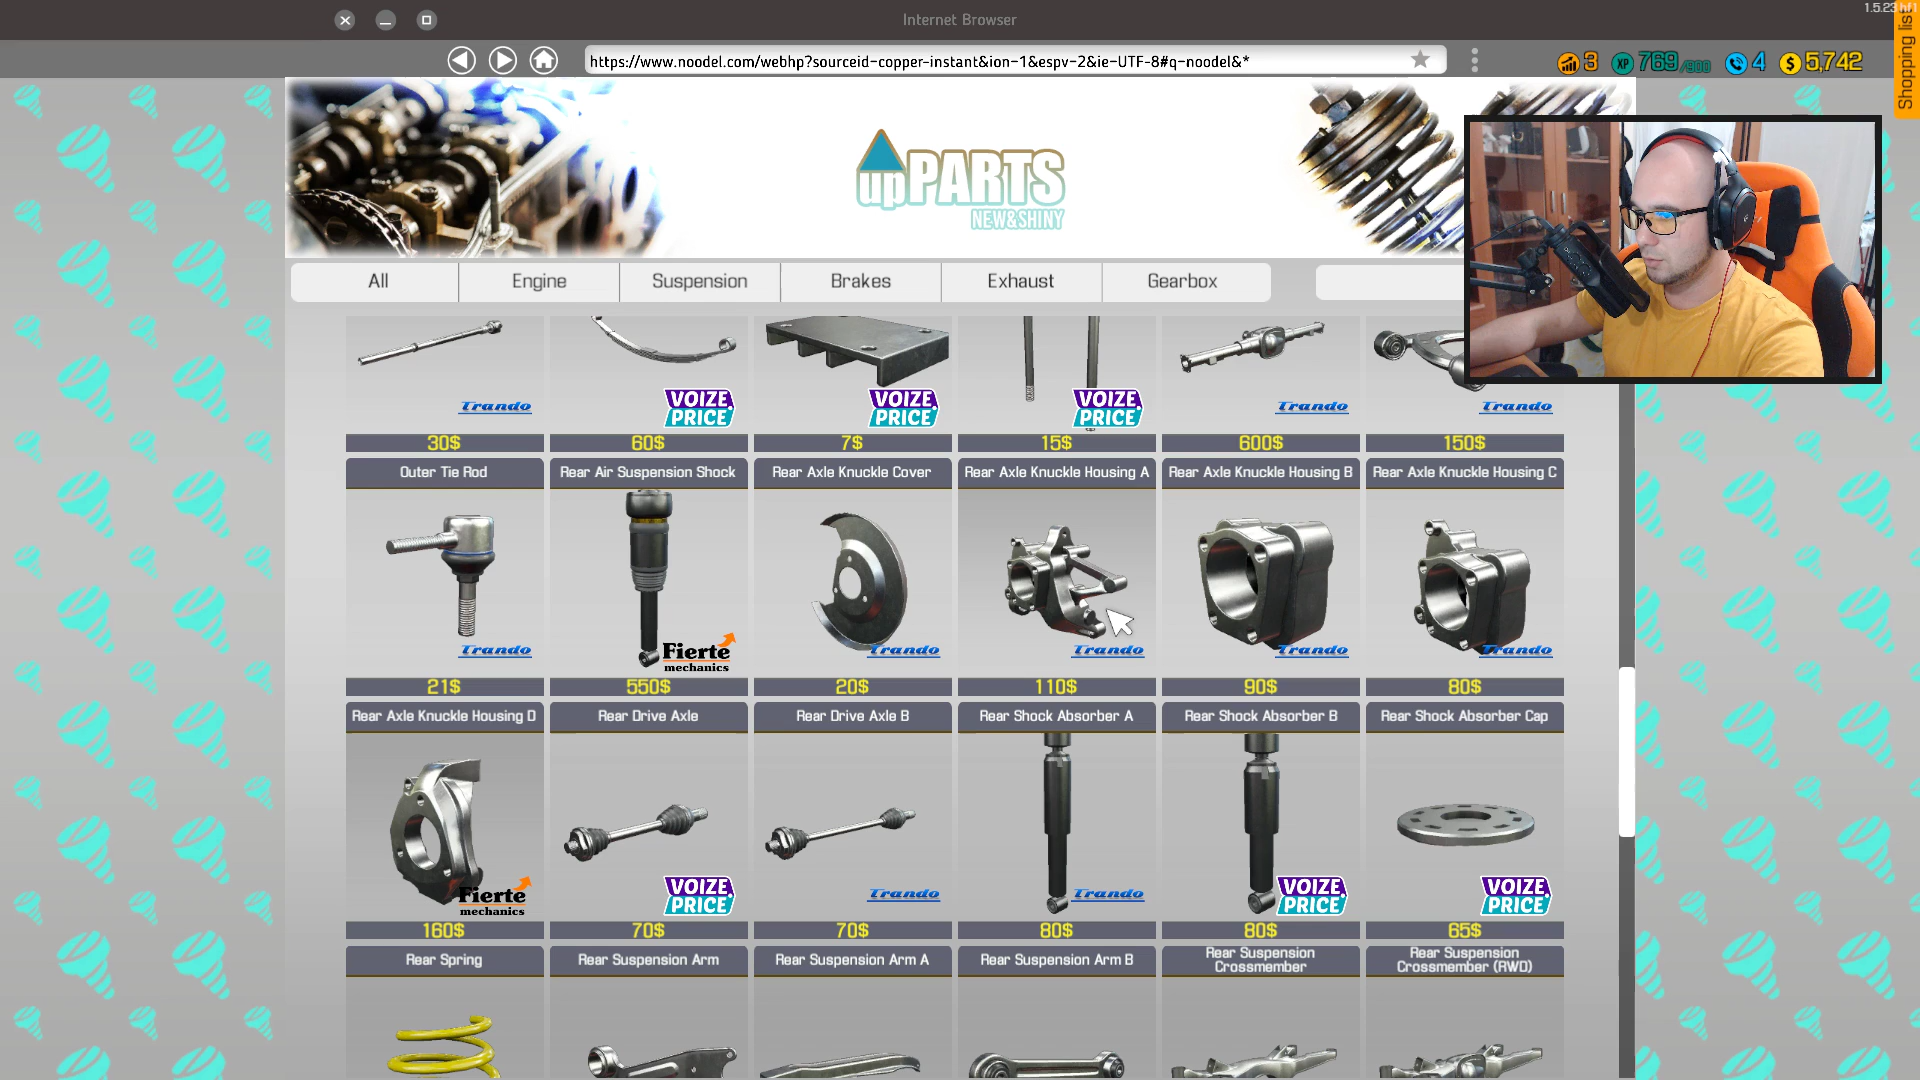 Internet Browser
1.5.23.hf1
https://www.noodel.com/webhp?sourceid-copper-instant&ion-1&espv-2&ie-UTF-8#q-noodel&*
3
XP 769/900
4
$ 5,742
Shopping list
upPARTS
NEW&SHINY
All
Engine
Suspension
Brakes
Exhaust
Gearbox
Trando
VOIZE PRICE
VOIZE PRICE
VOIZE PRICE
Trando
Trando
30$
60$
7$
15$
600$
150$
Outer Tie Rod
Rear Air Suspension Shock
Rear Axle Knuckle Cover
Rear Axle Knuckle Housing A
Rear Axle Knuckle Housing B
Rear Axle Knuckle Housing C
Trando
Fierte mechanics
Trando
Trando
Trando
Trando
21$
550$
20$
110$
90$
80$
Rear Axle Knuckle Housing D
Rear Drive Axle
Rear Drive Axle B
Rear Shock Absorber A
Rear Shock Absorber B
Rear Shock Absorber Cap
Fierte mechanics
VOIZE PRICE
Trando
Trando
VOIZE PRICE
VOIZE PRICE
160$
70$
70$
80$
80$
65$
Rear Spring
Rear Suspension Arm
Rear Suspension Arm A
Rear Suspension Arm B
Rear Suspension Crossmember
Rear Suspension Crossmember (RWD)